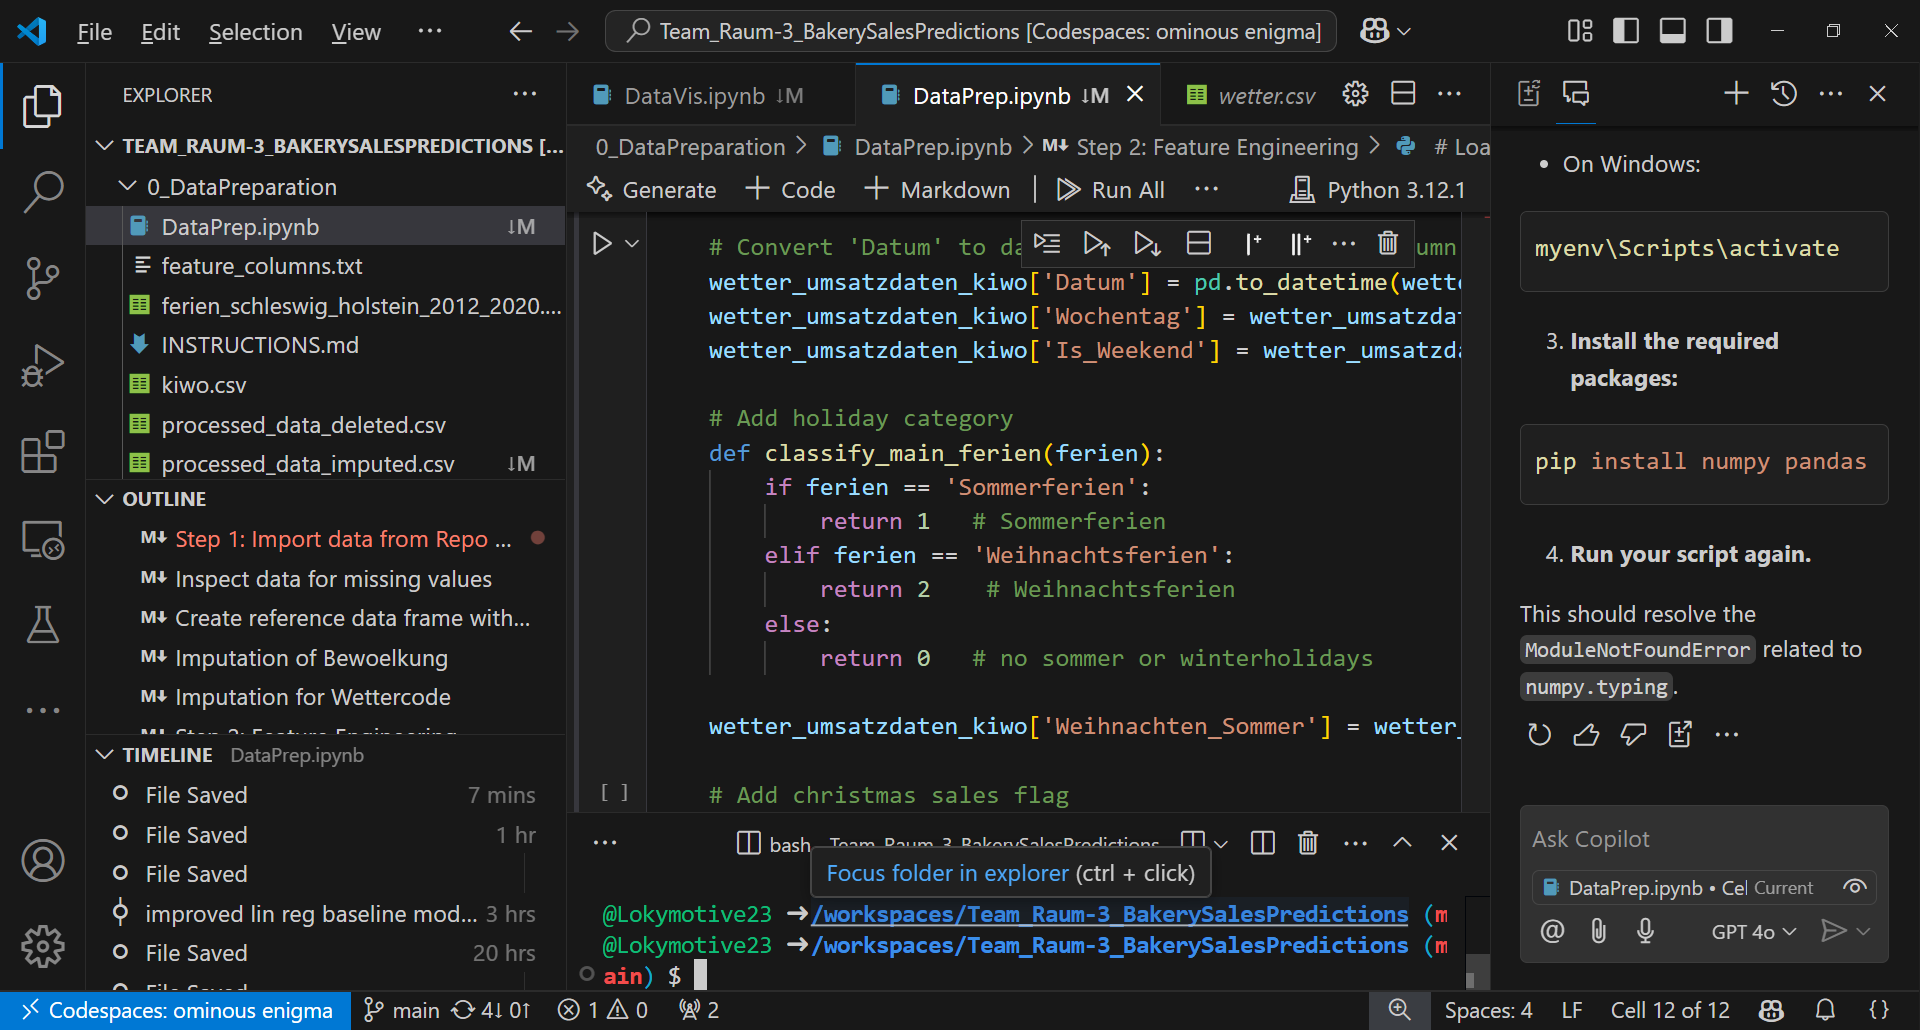 File Edit Selection View ··· Team_Raum-3_BakerySalesPredictions [Codespaces: ominous enigma]
EXPLORER
TEAM_RAUM-3_BAKERYSALESPREDICTIONS [...
0_DataPreparation
DataPrep.ipynb ↓M
feature_columns.txt
ferien_schleswig_holstein_2012_2020....
INSTRUCTIONS.md
kiwo.csv
processed_data_deleted.csv
processed_data_imputed.csv ↓M
OUTLINE
M↓ Step 1: Import data from Repo ...
M↓ Inspect data for missing values
M↓ Create reference data frame with...
M↓ Imputation of Bewoelkung
M↓ Imputation for Wettercode
M↓ Step 2: Feature Engineering
TIMELINE DataPrep.ipynb
File Saved 7 mins
File Saved 1 hr
File Saved
improved lin reg baseline mod... 3 hrs
File Saved 20 hrs
File Saved
DataVis.ipynb ↓M DataPrep.ipynb ↓M wetter.csv
0_DataPreparation > DataPrep.ipynb > M↓ Step 2: Feature Engineering > # Loa
Generate + Code + Markdown | Run All ··· Python 3.12.1
# Convert 'Datum' to da umn
wetter_umsatzdaten_kiwo['Datum'] = pd.to_datetime(wette
wetter_umsatzdaten_kiwo['Wochentag'] = wetter_umsatzdat
wetter_umsatzdaten_kiwo['Is_Weekend'] = wetter_umsatzda
# Add holiday category
def classify_main_ferien(ferien):
if ferien == 'Sommerferien':
return 1 # Sommerferien
elif ferien == 'Weihnachtsferien':
return 2 # Weihnachtsferien
else:
return 0 # no sommer or winterholidays
wetter_umsatzdaten_kiwo['Weihnachten_Sommer'] = wetter_
[ ] # Add christmas sales flag
··· bash - Team_Raum-3_BakerySalesPredictions
Focus folder in explorer (ctrl + click)
@Lokymotive23 ➜/workspaces/Team_Raum-3_BakerySalesPredictions (m
@Lokymotive23 ➜/workspaces/Team_Raum-3_BakerySalesPredictions (m
ain) $
• On Windows:
myenv\Scripts\activate
3. Install the required
packages:
pip install numpy pandas
4. Run your script again.
This should resolve the
ModuleNotFoundError related to
numpy.typing.
Ask Copilot
DataPrep.ipynb • Cel Current
GPT 4o
Codespaces: ominous enigma main 4↓ 0↑ 1 0 2 Spaces: 4 LF Cell 12 of 12 {}